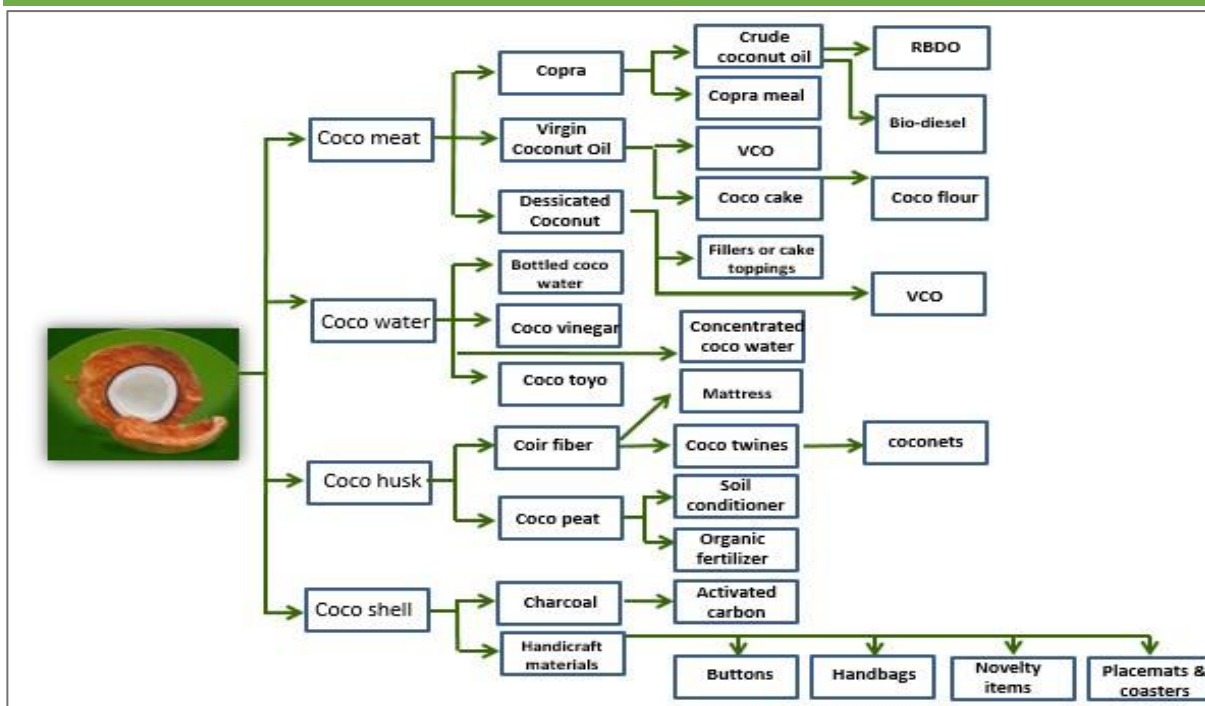 Crude
coconut oil
RBDO
Copra
Copra meal
Bio-diesel
Coco meat
Virgin
Coconut Oil
VCO
Coco cake
Coco flour
Dessicated
Coconut
Fillers or cake
toppings
VCO
Bottled coco
water
Coco water
Coco vinegar
Concentrated
coco water
Coco toyo
Mattress
Coir fiber
Coco twines
coconets
Coco husk
Soil
conditioner
Coco peat
Organic
fertilizer
Coco shell
Charcoal
Activated
carbon
Handicraft
materials
Buttons
Handbags
Novelty
items
Placemats &
coasters